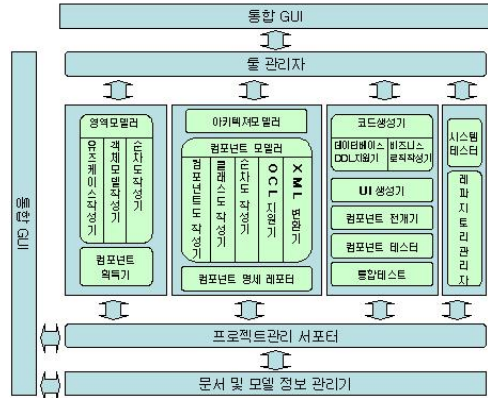 통합 GUI
툴 관리자
통합 GUI
영역모델러
유즈케이스작성기
객체모델작성기
순차도작성기
컴포넌트
획득기
아키텍처모델러
컴포넌트 모델러
컴포넌트도 작성기
클래스도 작성기
순차도 작성기
OCL 지원기
XML 변환기
컴포넌트 명세 레포터
코드생성기
데이터베이스
DDL지원기
비즈니스
로직작성기
UI 생성기
컴포넌트 전개기
컴포넌트 테스터
통합테스트
시스템
테스터
레파지토리 관리자
프로젝트관리 서포터
문서 및 모델 정보 관리기